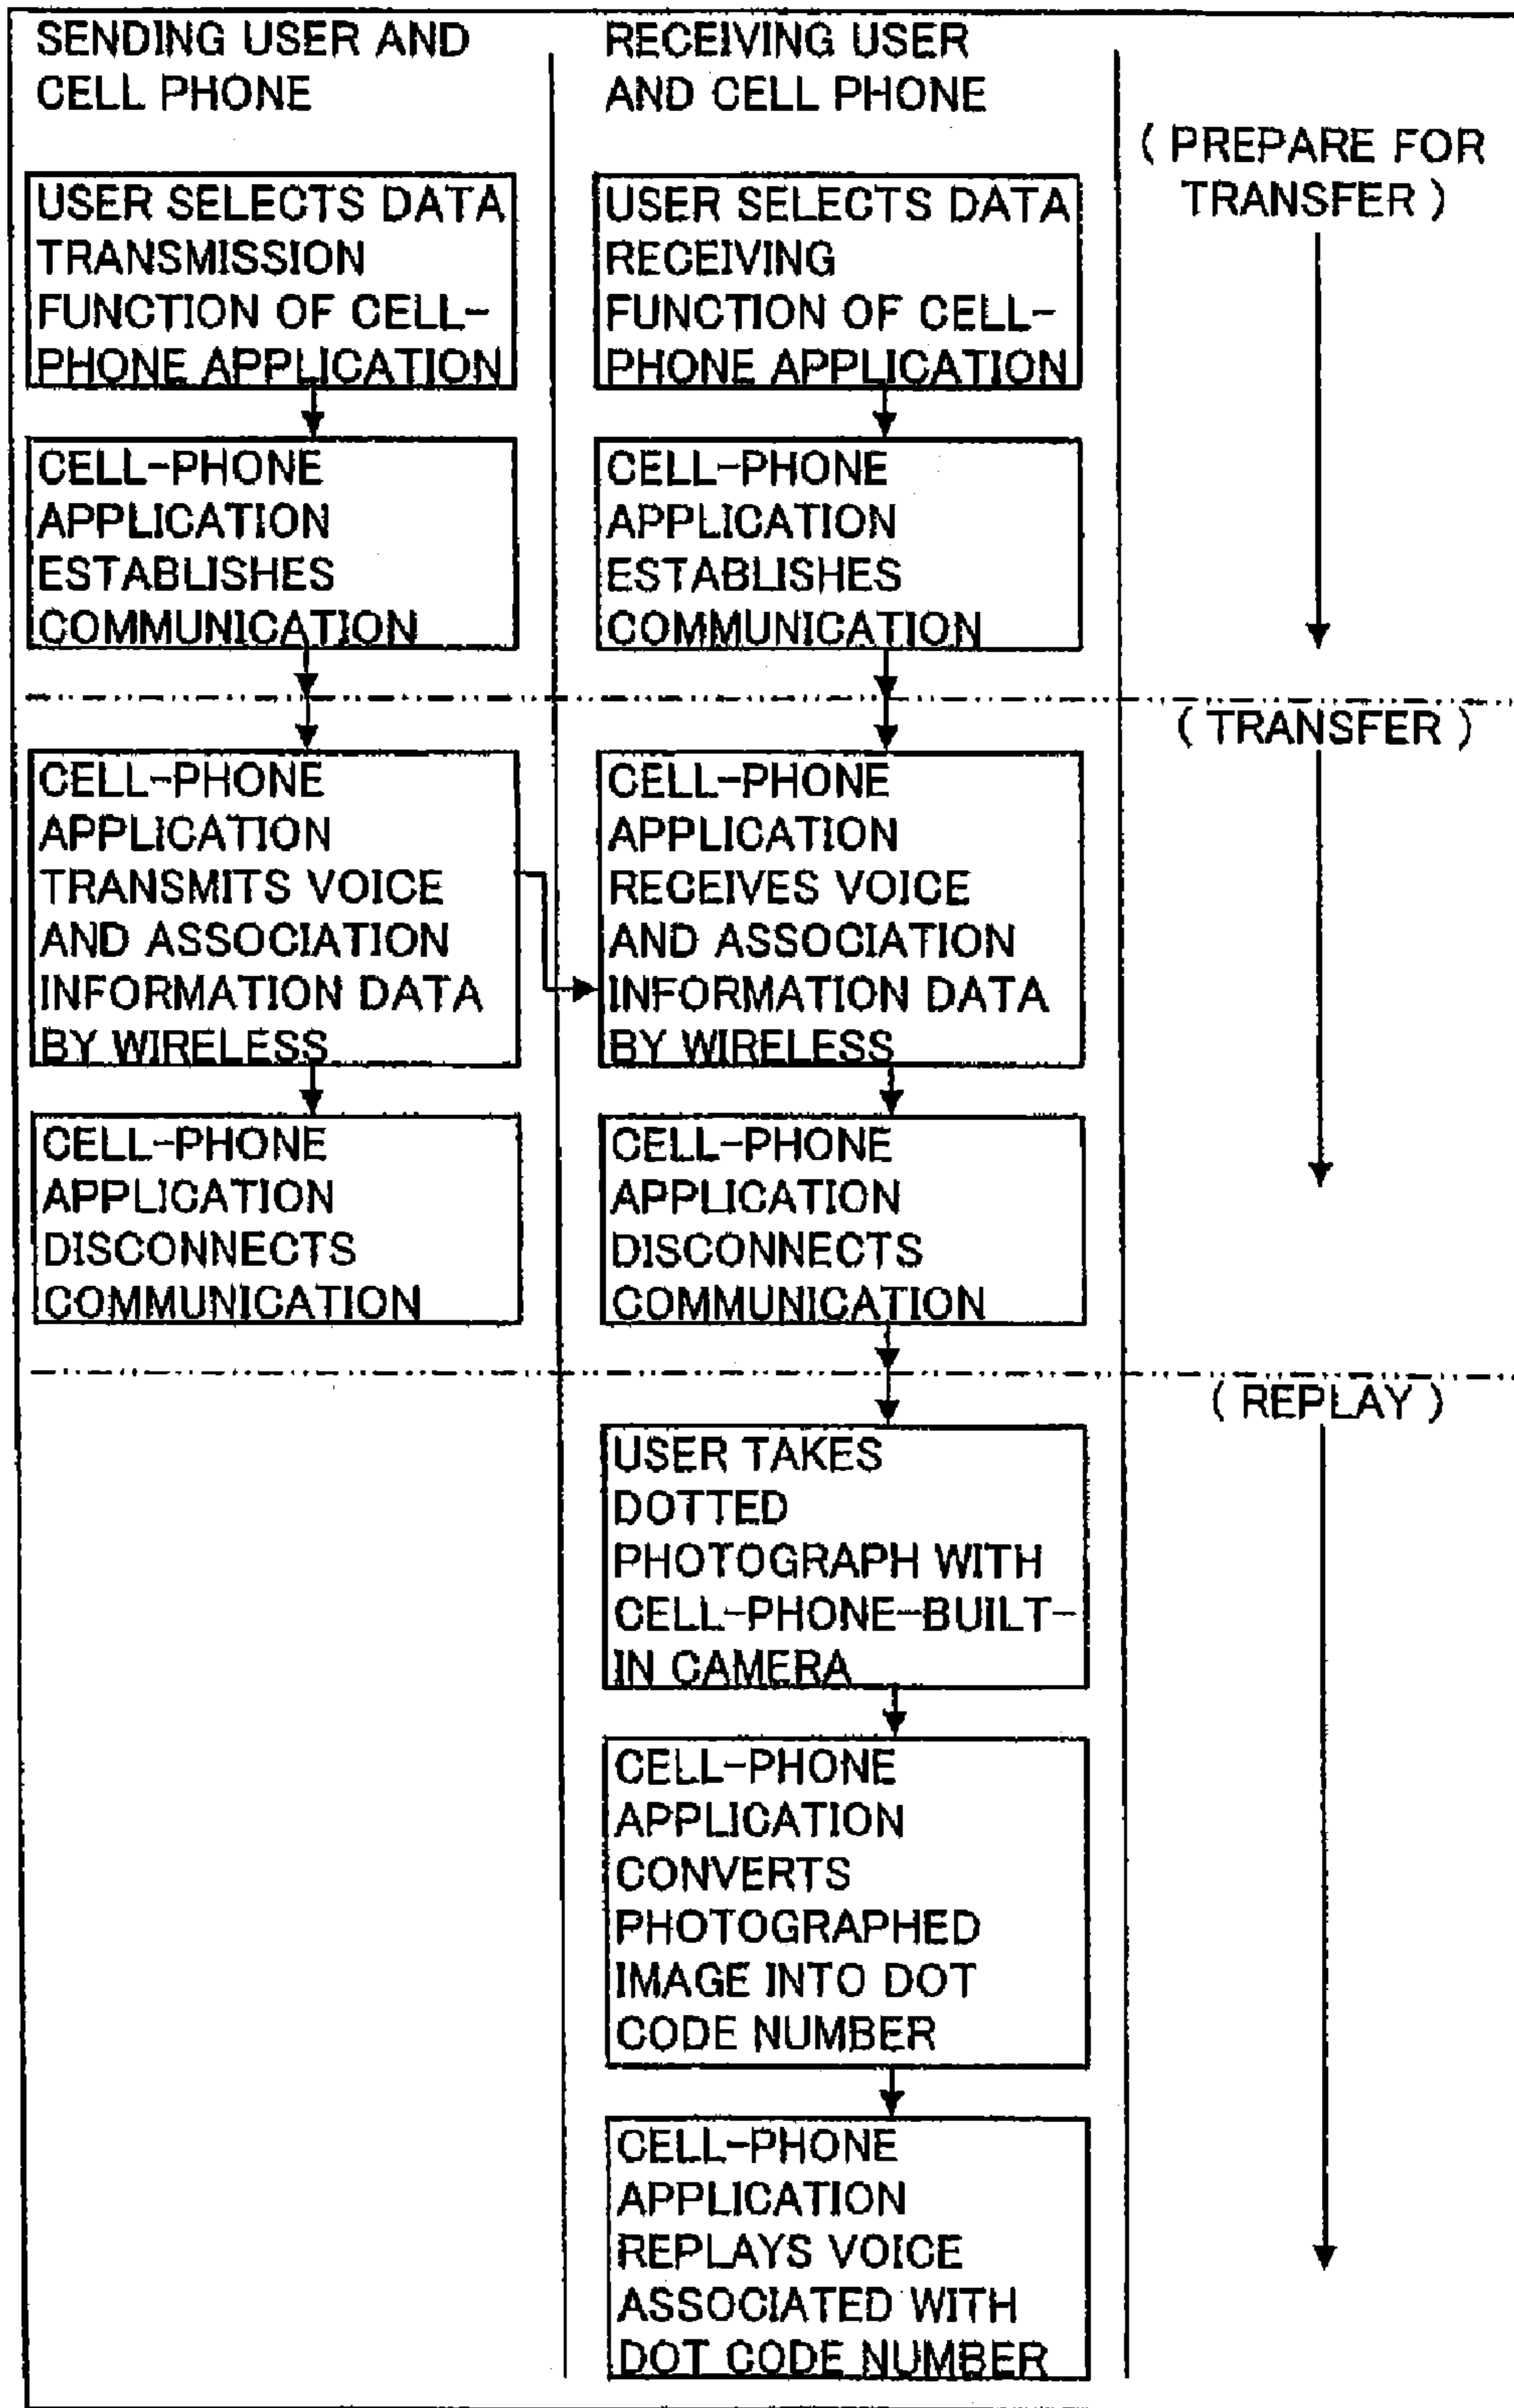 SENDING USER AND
CELL PHONE
RECEIVING USER
AND CELL PHONE
( PREPARE FOR
TRANSFER )
USER SELECTS DATA
TRANSMISSION
FUNCTION OF CELL-
PHONE APPLICATION
USER SELECTS DATA
RECEIVING
FUNCTION OF CELL-
PHONE APPLICATION
CELL-PHONE
APPLICATION
ESTABLISHES
COMMUNICATION
CELL-PHONE
APPLICATION
ESTABLISHES
COMMUNICATION
( TRANSFER )
CELL-PHONE
APPLICATION
TRANSMITS VOICE
AND ASSOCIATION
INFORMATION DATA
BY WIRELESS
CELL-PHONE
APPLICATION
RECEIVES VOICE
AND ASSOCIATION
INFORMATION DATA
BY WIRELESS
CELL-PHONE
APPLICATION
DISCONNECTS
COMMUNICATION
CELL-PHONE
APPLICATION
DISCONNECTS
COMMUNICATION
( REPLAY )
USER TAKES
DOTTED
PHOTOGRAPH WITH
CELL-PHONE-BUILT-
IN CAMERA
CELL-PHONE
APPLICATION
CONVERTS
PHOTOGRAPHED
IMAGE INTO DOT
CODE NUMBER
CELL-PHONE
APPLICATION
REPLAYS VOICE
ASSOCIATED WITH
DOT CODE NUMBER